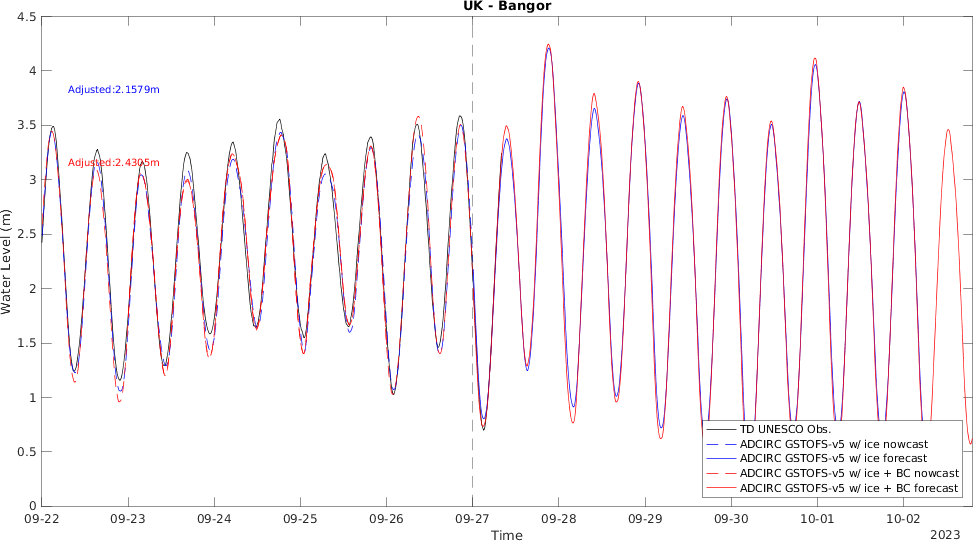 UK - Bangor
4.5
4
3.5
3
2.5
2
1.5
1
0.5
0
Water Level (m)
Adjusted:2.1579m
Adjusted:2.4305m
TD UNESCO Obs.
ADCIRC GSTOFS-v5 w/ ice nowcast
ADCIRC GSTOFS-v5 w/ ice forecast
ADCIRC GSTOFS-v5 w/ ice + BC nowcast
ADCIRC GSTOFS-v5 w/ ice + BC forecast
09-22 09-23 09-24 09-25 09-26 09-27 09-28 09-29 09-30 10-01 10-02
Time
2023